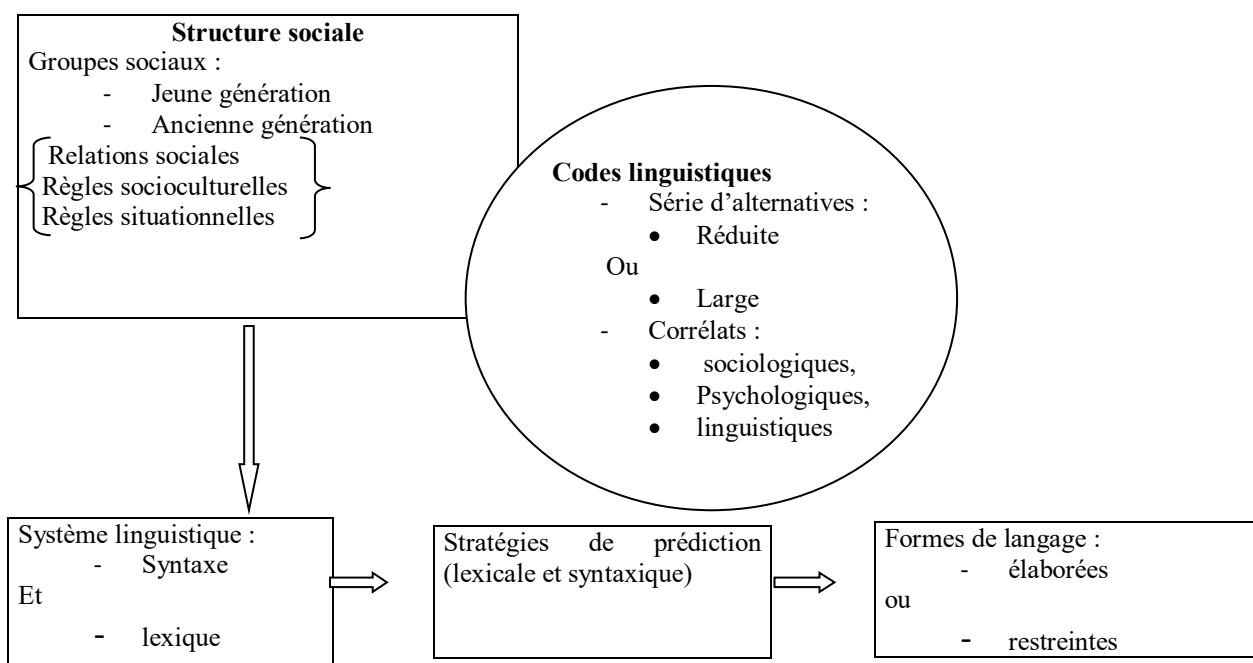 Structure sociale
Groupes sociaux :
- Jeune génération
- Ancienne génération
Relations sociales
Règles socioculturelles
Règles situationnelles
Codes linguistiques
- Série d’alternatives :
• Réduite
Ou
• Large
- Corrélats :
• sociologiques,
• Psychologiques,
• linguistiques
Système linguistique :
- Syntaxe
Et
- lexique
Stratégies de prédiction
(lexicale et syntaxique)
Formes de langage :
- élaborées
ou
- restreintes